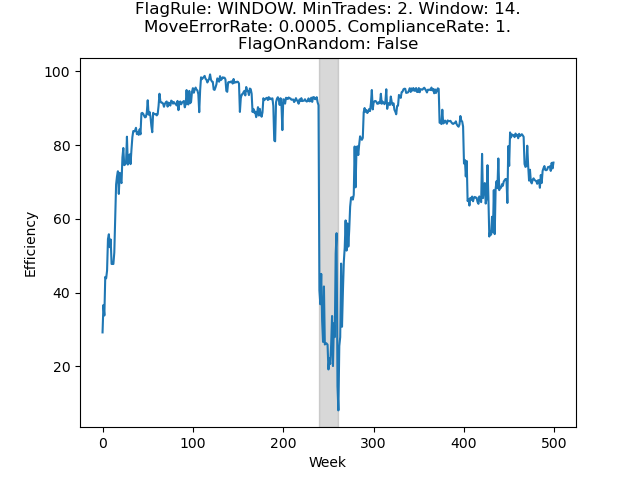 FlagRule: WINDOW. MinTrades: 2. Window: 14.
MoveErrorRate: 0.0005. ComplianceRate: 1.
FlagOnRandom: False
100
80
60
40
20
Efficiency
0
100
200
300
400
500
Week